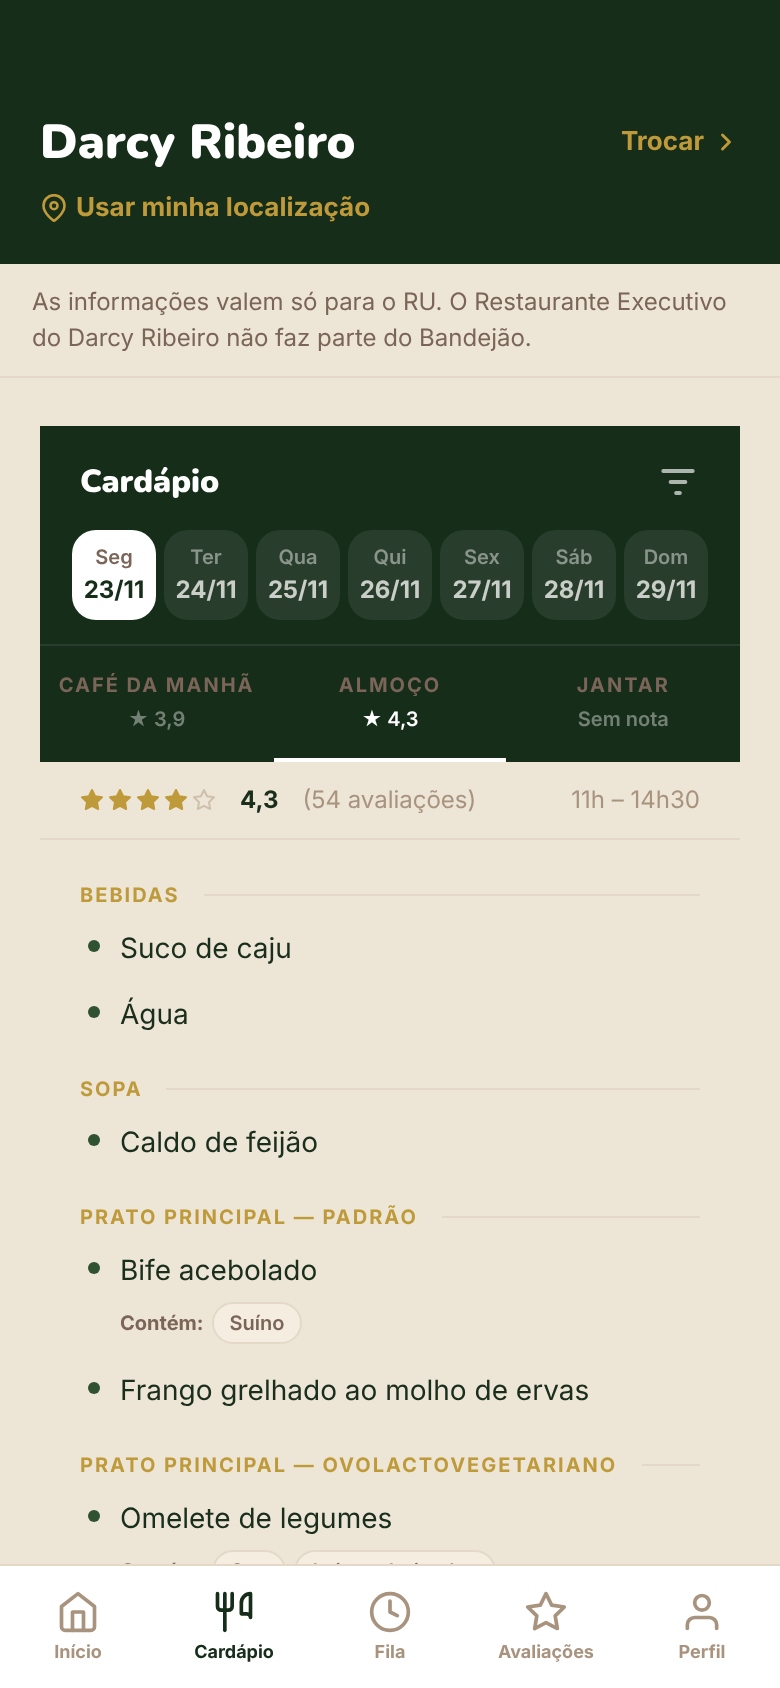 Darcy Ribeiro
Trocar
Usar minha localização
As informações valem só para o RU. O Restaurante Executivo
do Darcy Ribeiro não faz parte do Bandejão.
Cardápio
Seg Ter Qua Qui Sex Sáb Dom
23/11 24/11 25/11 26/11 27/11 28/11 29/11
CAFÉ DA MANHÃ ALMOÇO JANTAR
★ 3,9 ★ 4,3 Sem nota
4,3 (54 avaliações) 11h – 14h30
BEBIDAS
Suco de caju
Água
SOPA
Caldo de feijão
PRATO PRINCIPAL — PADRÃO
Bife acebolado
Contém: Suíno
Frango grelhado ao molho de ervas
PRATO PRINCIPAL — OVOLACTOVEGETARIANO
Omelete de legumes
Início Cardápio Fila Avaliações Perfil